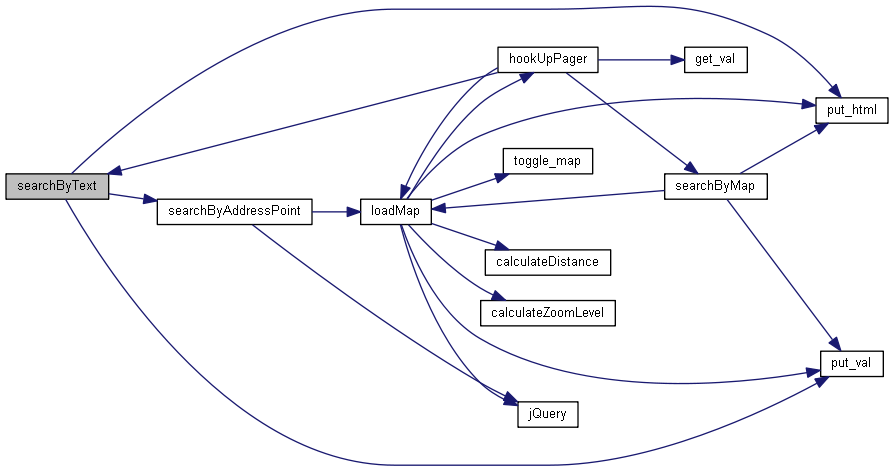 hookUpPager
get_val
put_html
toggle_map
searchByText
searchByMap
searchByAddressPoint
loadMap
calculateDistance
calculateZoomLevel
put_val
jQuery